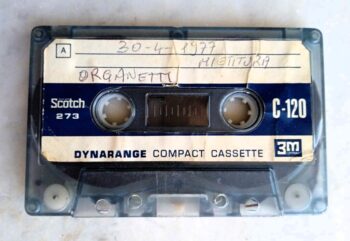 A
30-4-1977
MIETITURA
ORGANETTI
Scotch
273
C-120
DYNARANGE COMPACT CASSETTE
3M